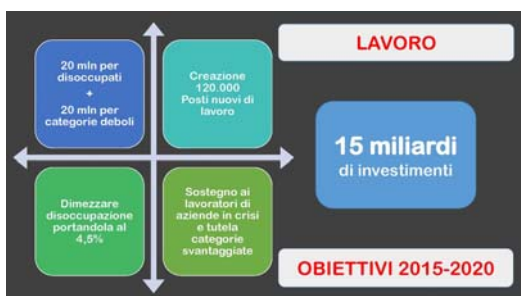 20 mln per
disoccupati
+
20 mln per
categorie deboli
Creazione
120.000
Posti nuovi di
lavoro
Dimezzare
disoccupazione
portandola al
4,5%
Sostegno ai
lavoratori di
aziende in crisi
e tutela
categorie
svantaggiate
LAVORO
15 miliardi
di investimenti
OBIETTIVI 2015-2020